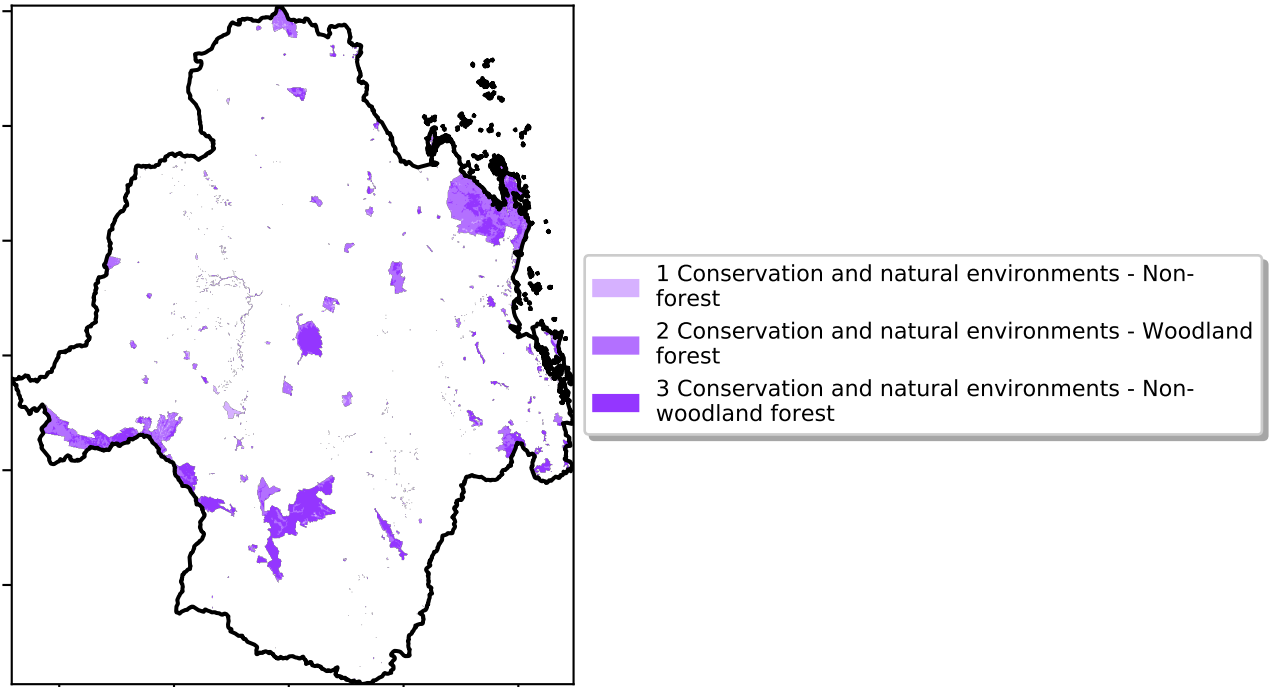 1 Conservation and natural environments - Non-
forest
2 Conservation and natural environments - Woodland
forest
3 Conservation and natural environments - Non-
woodland forest